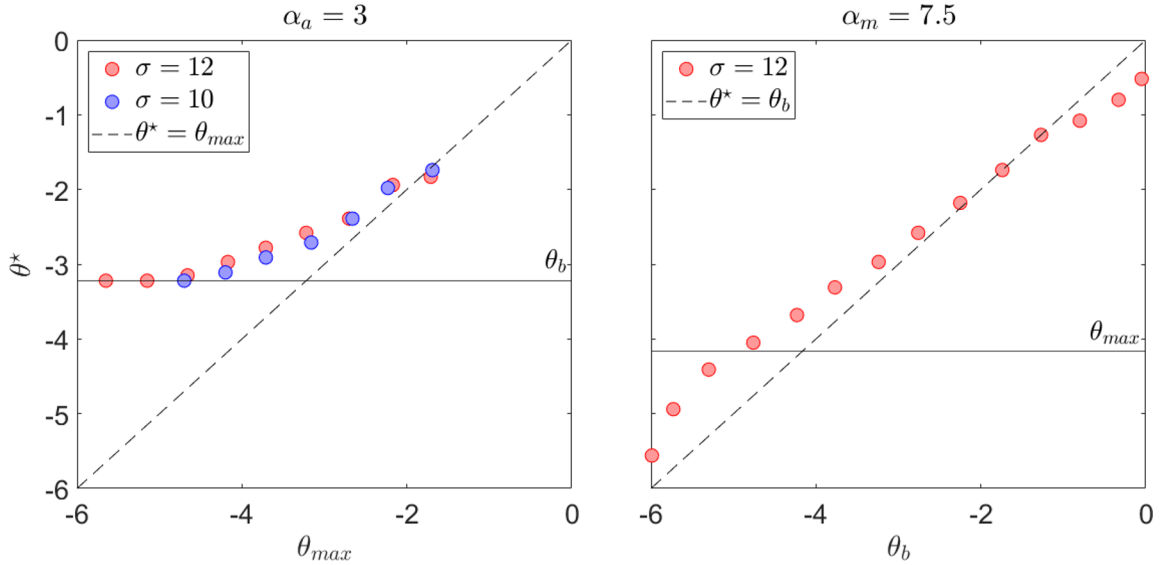 α_a = 3
0
-1
-2
-3
-4
-5
-6
-6
-4
-2
0
θ⋆
θ_max
σ = 12
σ = 10
θ⋆ = θ_max
θ_b
α_m = 7.5
σ = 12
θ⋆ = θ_b
θ_max
-6
-4
-2
0
θ_b